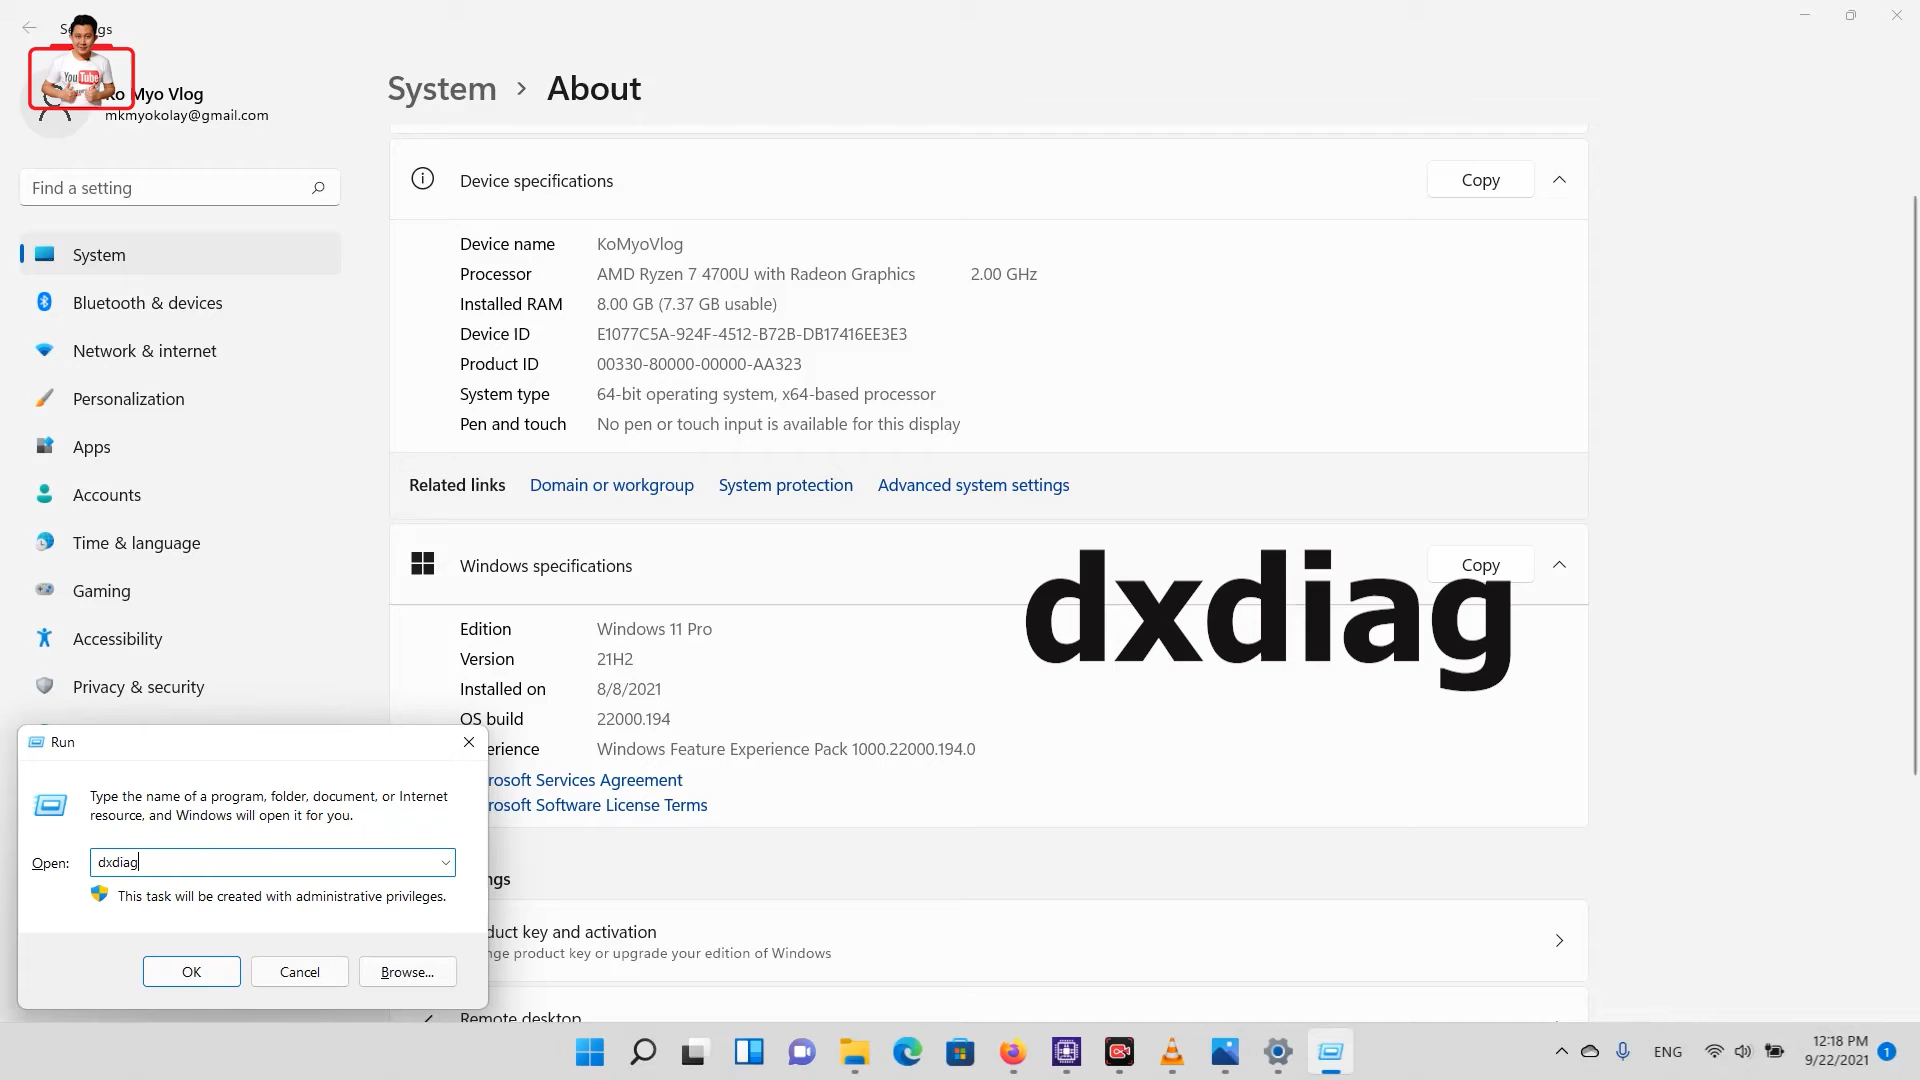 Settings
YouTube
Ko Myo Vlog
mkmyokolay@gmail.com
Find a setting
System
Bluetooth & devices
Network & internet
Personalization
Apps
Accounts
Time & language
Gaming
Accessibility
Privacy & security
System > About
Device specifications
Copy
Device name KoMyoVlog
Processor AMD Ryzen 7 4700U with Radeon Graphics 2.00 GHz
Installed RAM 8.00 GB (7.37 GB usable)
Device ID E1077C5A-924F-4512-B72B-DB17416EE3E3
Product ID 00330-80000-00000-AA323
System type 64-bit operating system, x64-based processor
Pen and touch No pen or touch input is available for this display
Related links Domain or workgroup System protection Advanced system settings
Windows specifications
Copy
dxdiag
Edition Windows 11 Pro
Version 21H2
Installed on 8/8/2021
OS build 22000.194
erience Windows Feature Experience Pack 1000.22000.194.0
rosoft Services Agreement
rosoft Software License Terms
ngs
duct key and activation
nge product key or upgrade your edition of Windows
Remote desktop
Run
Type the name of a program, folder, document, or Internet
resource, and Windows will open it for you.
Open: dxdiag
This task will be created with administrative privileges.
OK Cancel Browse...
ENG
12:18 PM
9/22/2021
1